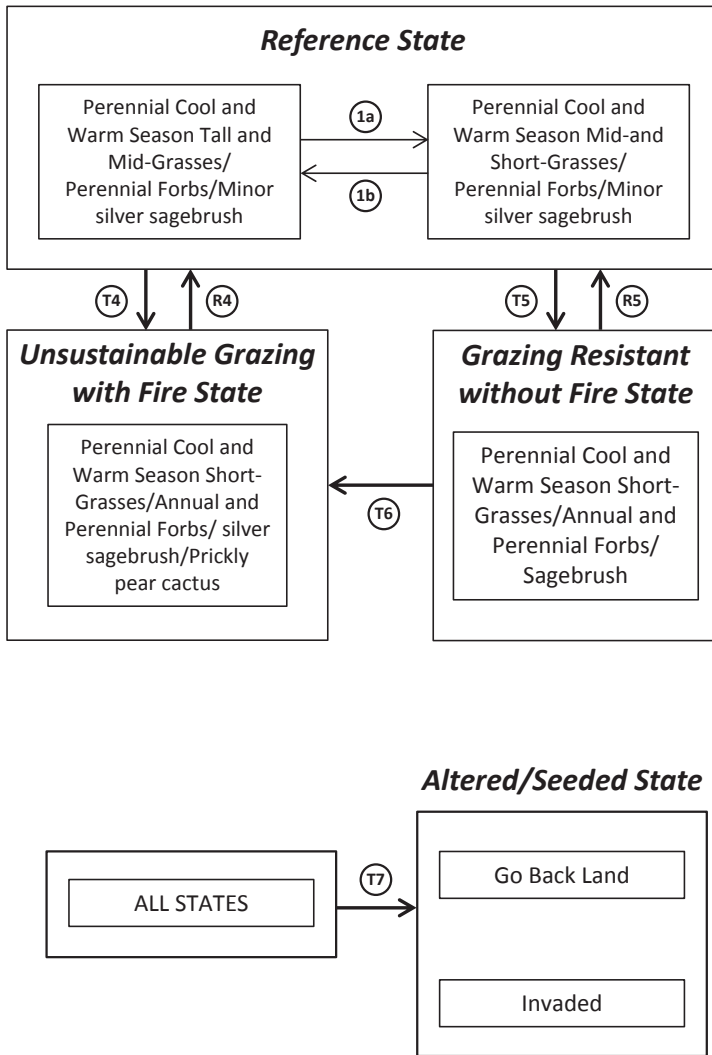 Reference State
Perennial Cool and
Warm Season Tall and
Mid-Grasses/
Perennial Forbs/Minor
silver sagebrush
1a
1b
Perennial Cool and
Warm Season Mid-and
Short-Grasses/
Perennial Forbs/Minor
silver sagebrush
T4
R4
T5
R5
Unsustainable Grazing
with Fire State
Perennial Cool and
Warm Season Short-
Grasses/Annual and
Perennial Forbs/ silver
sagebrush/Prickly
pear cactus
T6
Grazing Resistant
without Fire State
Perennial Cool and
Warm Season Short-
Grasses/Annual and
Perennial Forbs/
Sagebrush
ALL STATES
T7
Altered/Seeded State
Go Back Land
Invaded